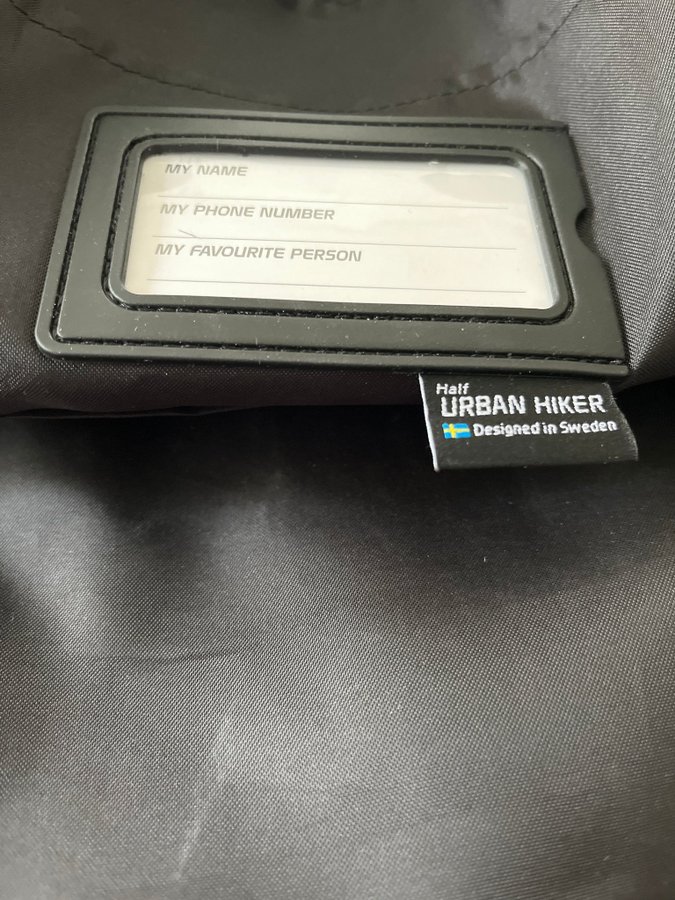 MY NAME
MY PHONE NUMBER
MY FAVOURITE PERSON
Half
URBAN HIKER
Designed in Sweden